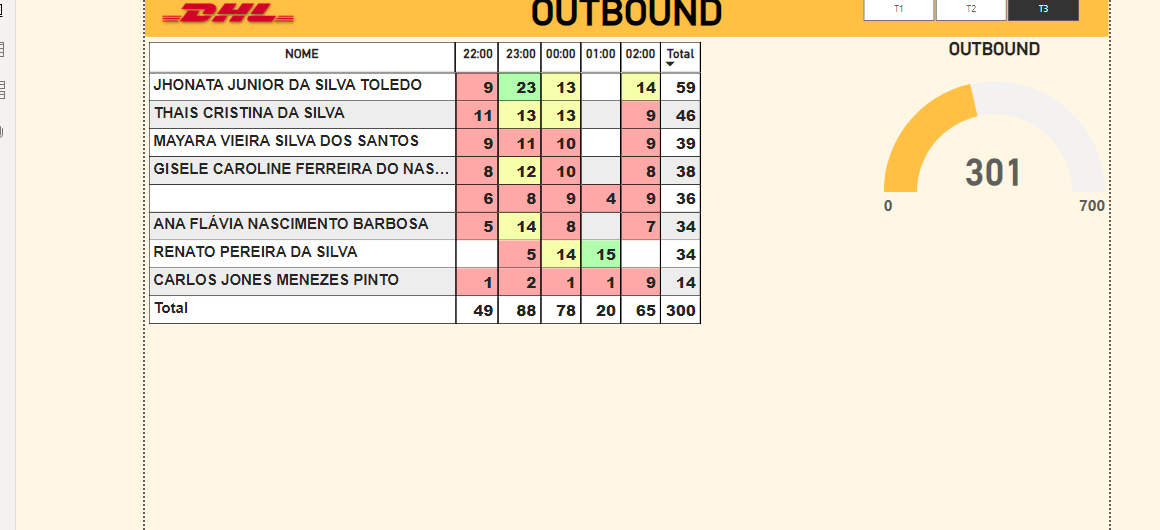 DHL
OUTBOUND
T1 T2 T3
NOME 22:00 23:00 00:00 01:00 02:00 Total
JHONATA JUNIOR DA SILVA TOLEDO 9 23 13 14 59
THAIS CRISTINA DA SILVA 11 13 13 9 46
MAYARA VIEIRA SILVA DOS SANTOS 9 11 10 9 39
GISELE CAROLINE FERREIRA DO NAS... 8 12 10 8 38
6 8 9 4 9 36
ANA FLÁVIA NASCIMENTO BARBOSA 5 14 8 7 34
RENATO PEREIRA DA SILVA 5 14 15 34
CARLOS JONES MENEZES PINTO 1 2 1 1 9 14
Total 49 88 78 20 65 300
OUTBOUND
301
0 700